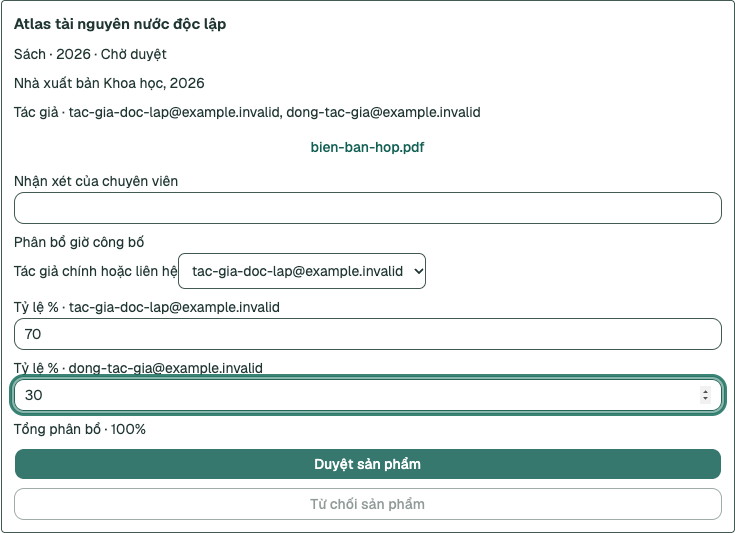 Atlas tài nguyên nước độc lập
Sách · 2026 · Chờ duyệt
Nhà xuất bản Khoa học, 2026
Tác giả · tac-gia-doc-lap@example.invalid, dong-tac-gia@example.invalid
bien-ban-hop.pdf
Nhận xét của chuyên viên
Phân bổ giờ công bố
Tác giả chính hoặc liên hệ tac-gia-doc-lap@example.invalid
Tỷ lệ % · tac-gia-doc-lap@example.invalid
70
Tỷ lệ % · dong-tac-gia@example.invalid
30
Tổng phân bổ · 100%
Duyệt sản phẩm
Từ chối sản phẩm